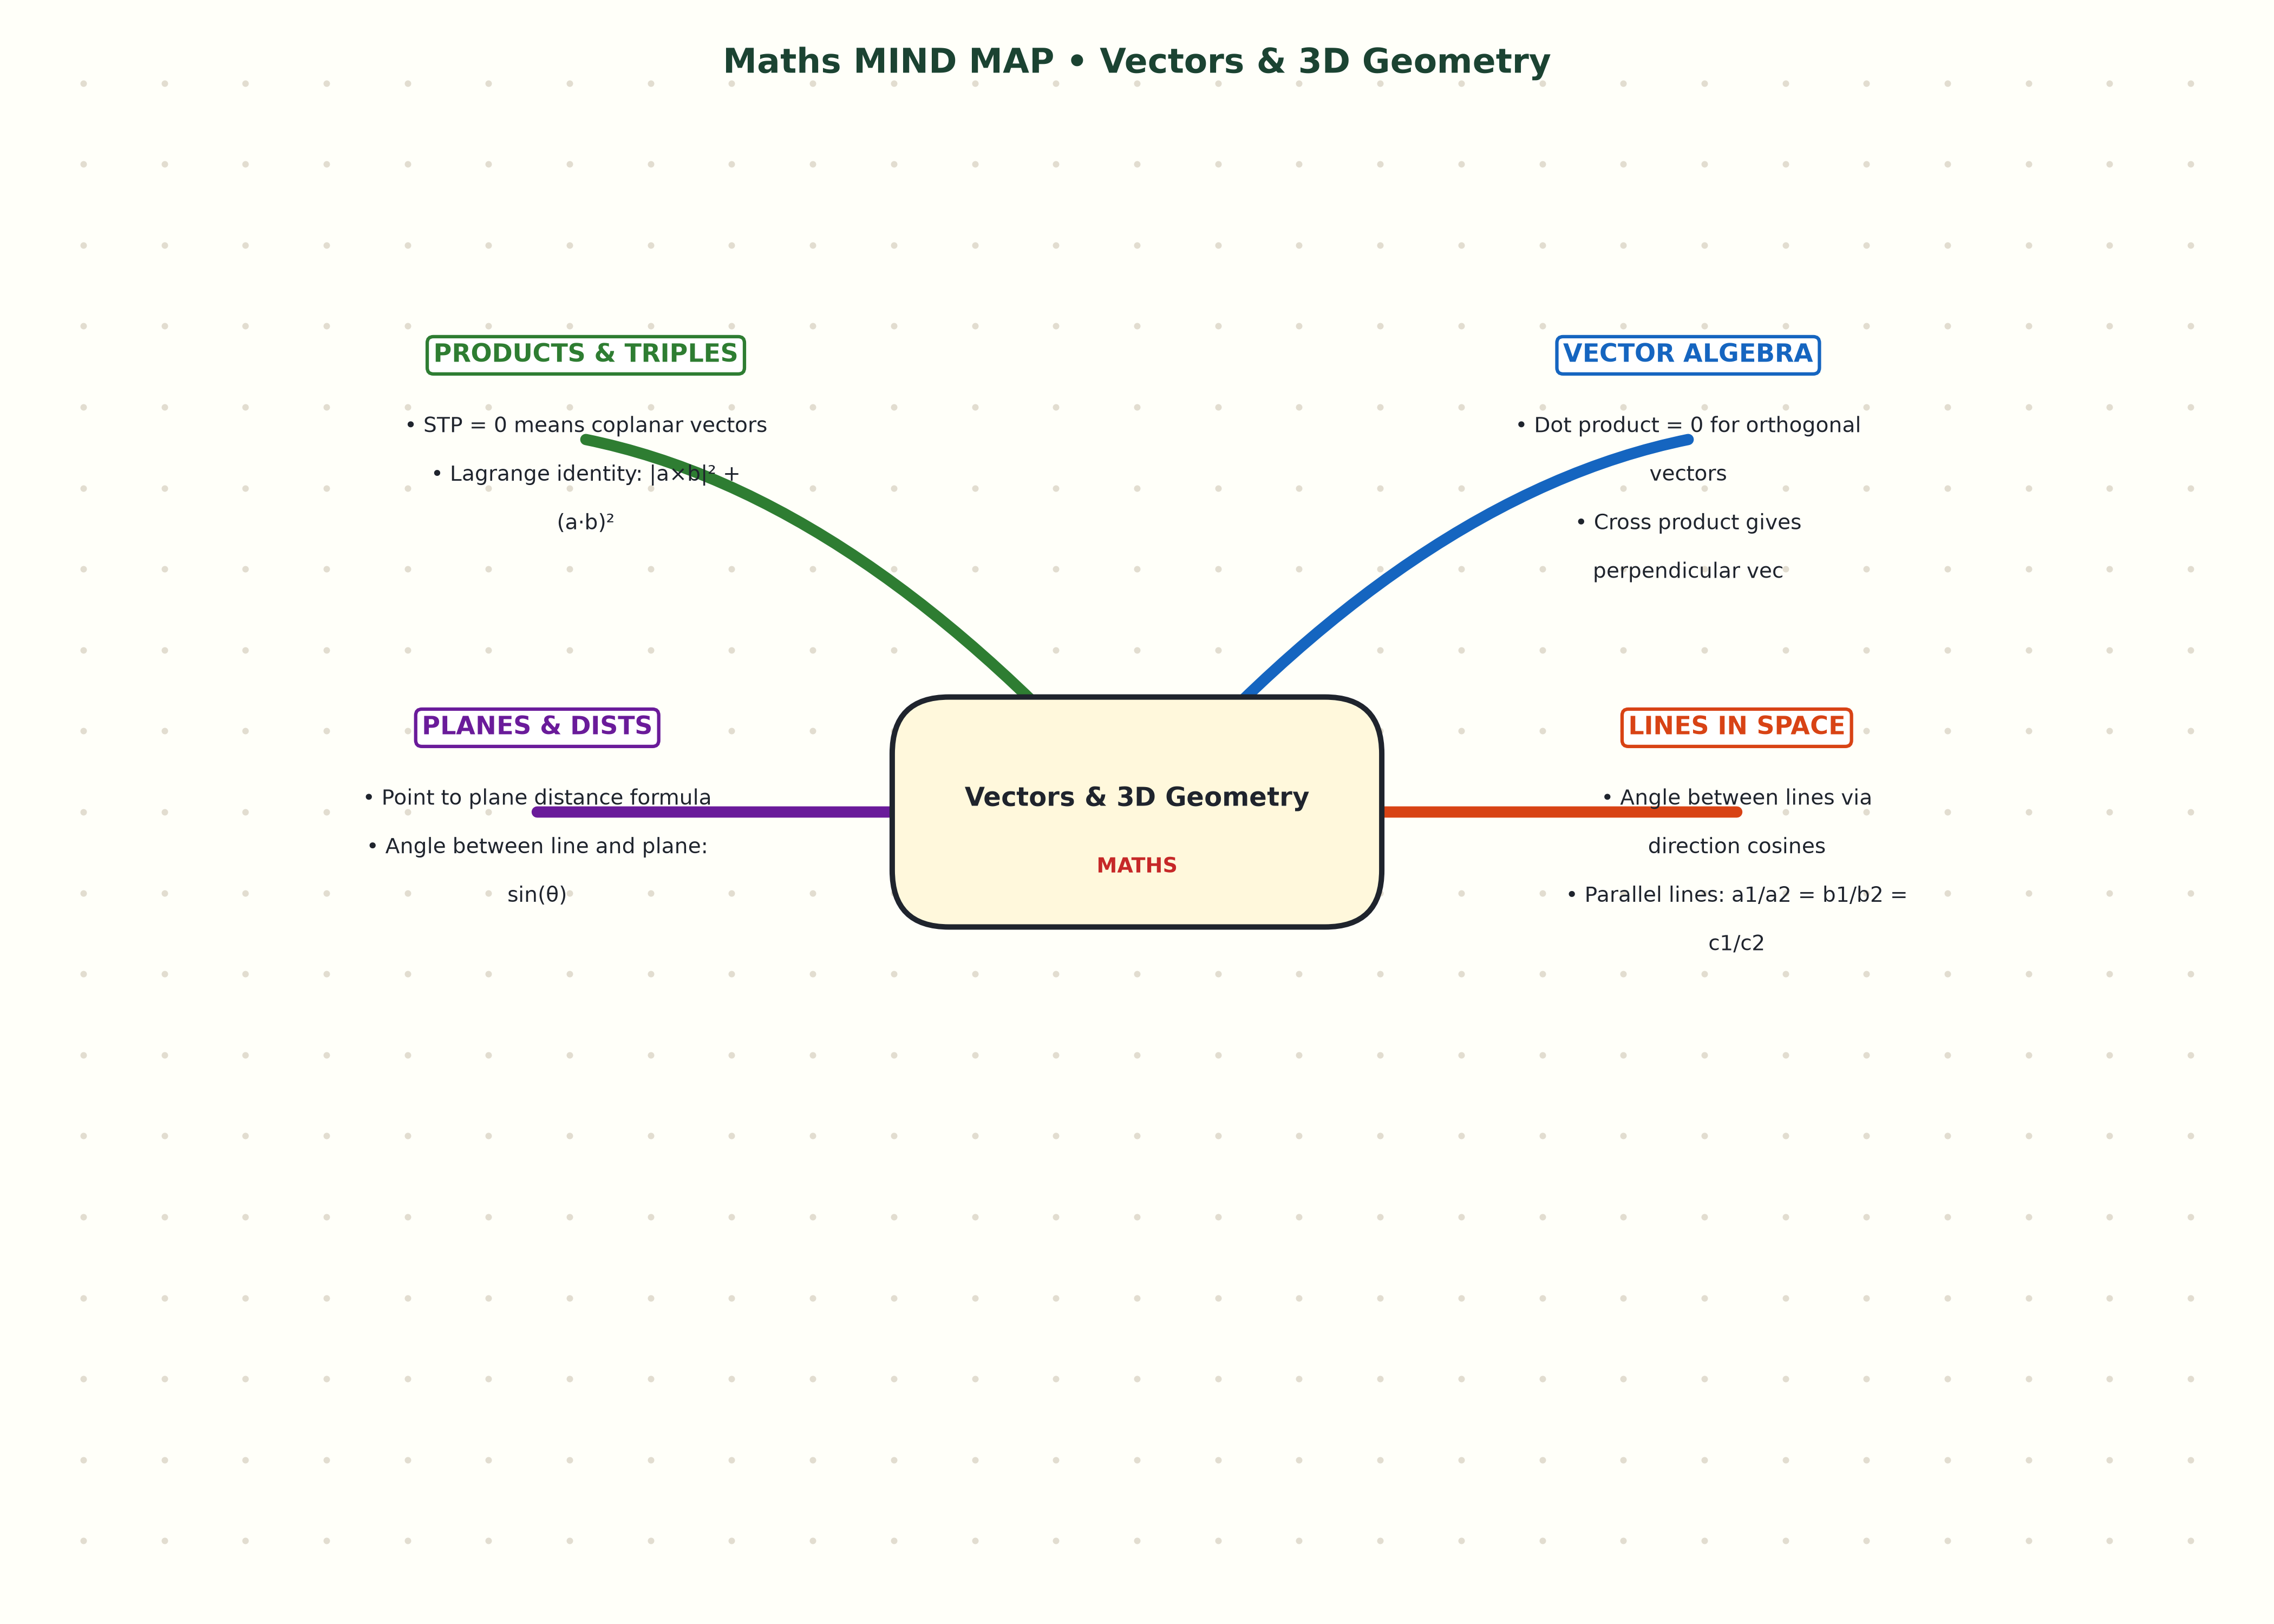 Maths MIND MAP • Vectors & 3D Geometry
PRODUCTS & TRIPLES
• STP = 0 means coplanar vectors
• Lagrange identity: |a×b|² +
(a·b)²
VECTOR ALGEBRA
• Dot product = 0 for orthogonal
vectors
• Cross product gives
perpendicular vec
PLANES & DISTS
• Point to plane distance formula
• Angle between line and plane:
sin(θ)
Vectors & 3D Geometry
MATHS
LINES IN SPACE
• Angle between lines via
direction cosines
• Parallel lines: a1/a2 = b1/b2 =
c1/c2